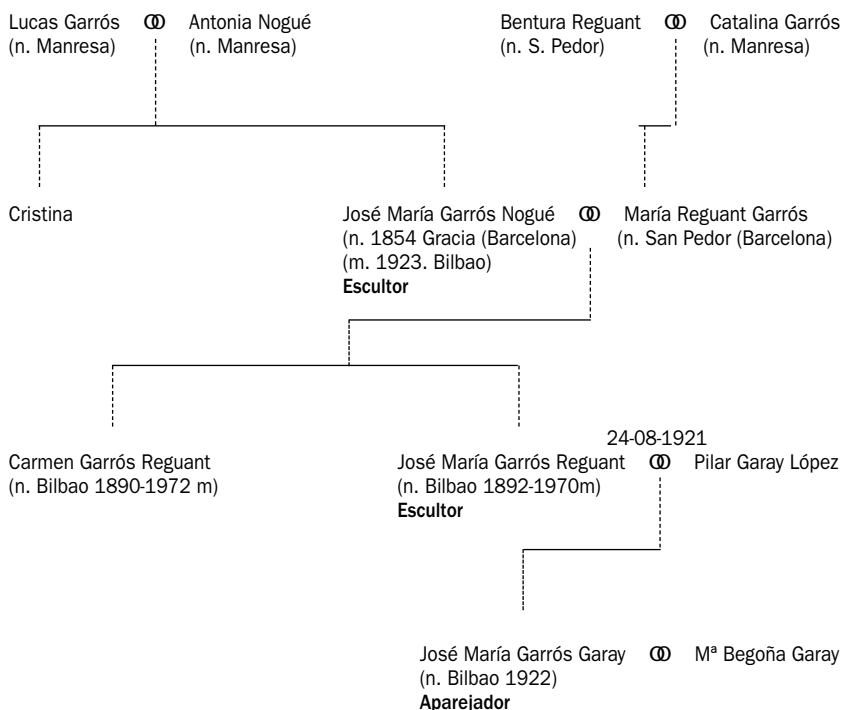 Lucas Garrós ⚭ Antonia Nogué
(n. Manresa) (n. Manresa)
Bentura Reguant ⚭ Catalina Garrós
(n. S. Pedor) (n. Manresa)
Cristina
José María Garrós Nogué ⚭ María Reguant Garrós
(n. 1854 Gracia (Barcelona) (n. San Pedor (Barcelona)
(m. 1923. Bilbao)
Escultor
24-08-1921
Carmen Garrós Reguant
(n. Bilbao 1890-1972 m)
José María Garrós Reguant ⚭ Pilar Garay López
(n. Bilbao 1892-1970m)
Escultor
José María Garrós Garay ⚭ Mª Begoña Garay
(n. Bilbao 1922)
Aparejador